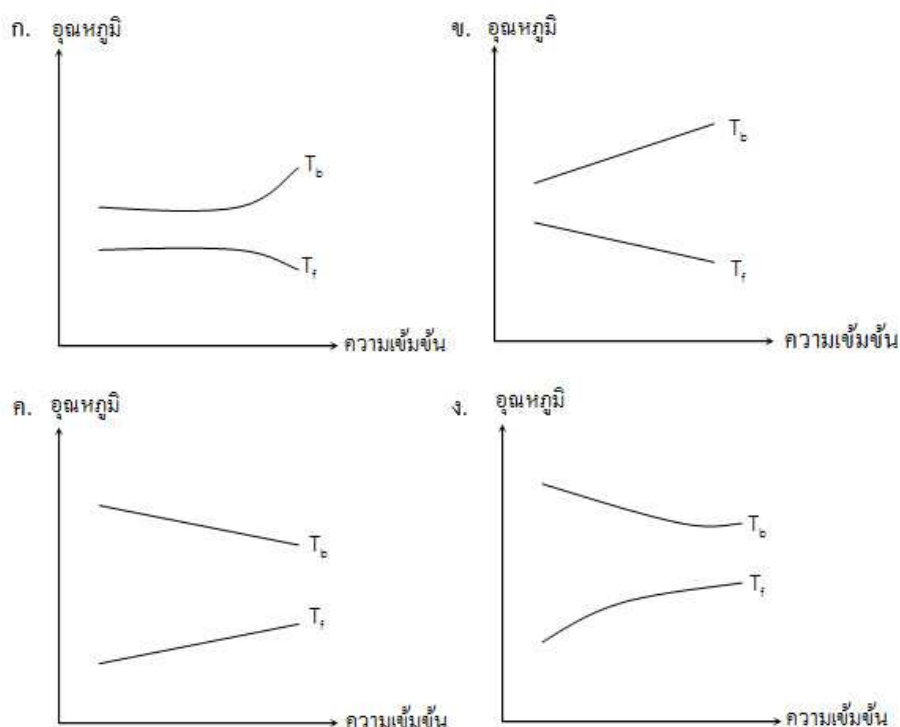 ก. อุณหภูมิ
T_b
T_f
ความเข้มข้น
ข. อุณหภูมิ
T_b
T_f
ความเข้มข้น
ค. อุณหภูมิ
T_b
T_f
ความเข้มข้น
ง. อุณหภูมิ
T_b
T_f
ความเข้มข้น